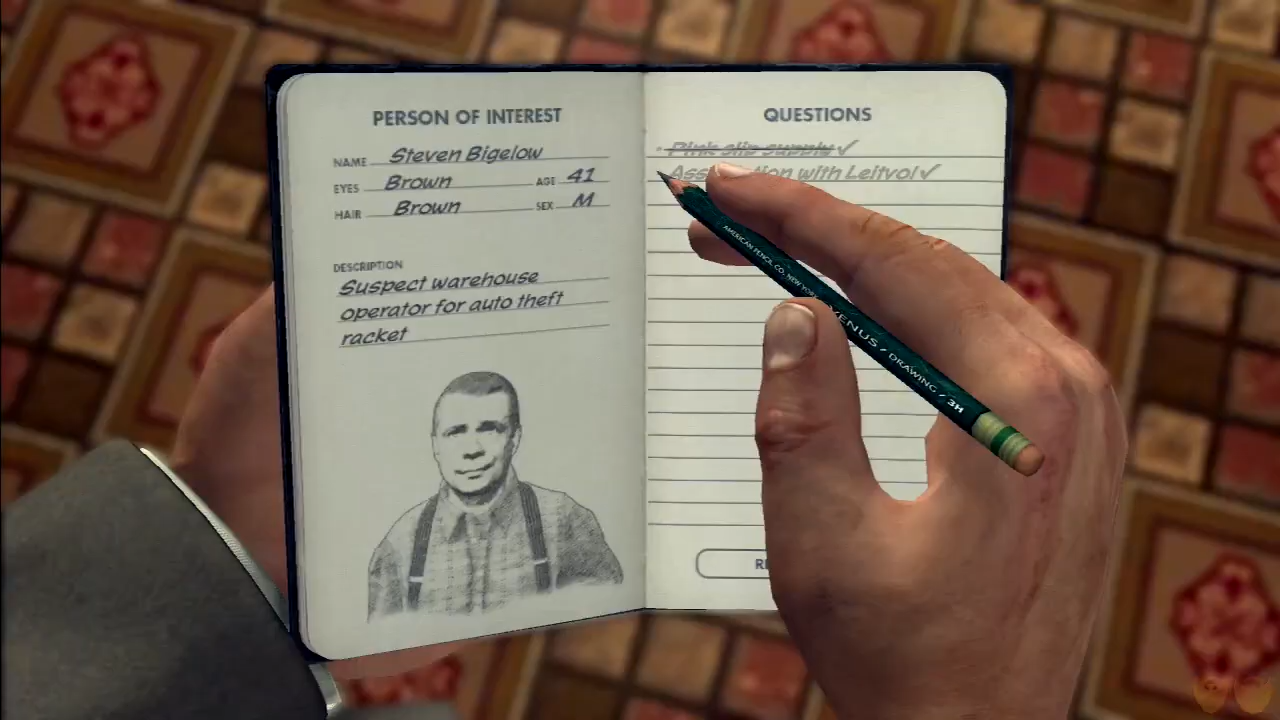 PERSON OF INTEREST
NAME Steven Bigelow
EYES Brown AGE 41
HAIR Brown SEX M
DESCRIPTION
Suspect warehouse
operator for auto theft
racket
QUESTIONS
Pink slip supply ✓
with Leitvol ✓
AMERICAN PENCIL CO. NEW YORK
VENUS / DRAWING / 3H